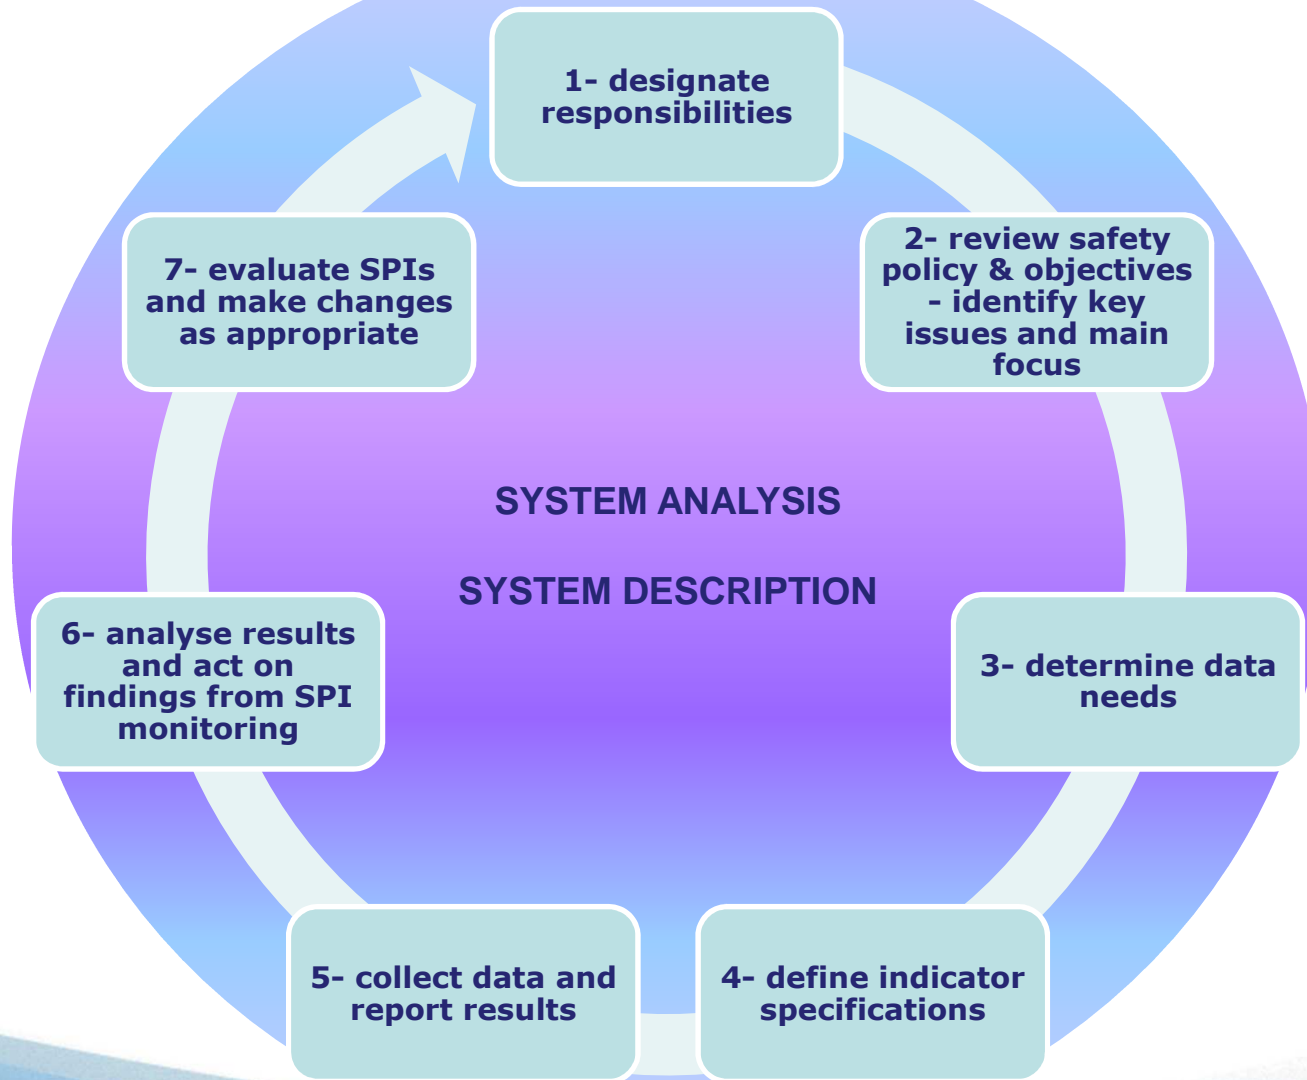 1- designate
responsibilities
2- review safety
policy & objectives
- identify key
issues and main
focus
3- determine data
needs
4- define indicator
specifications
5- collect data and
report results
6- analyse results
and act on
findings from SPI
monitoring
7- evaluate SPIs
and make changes
as appropriate
SYSTEM ANALYSIS
SYSTEM DESCRIPTION